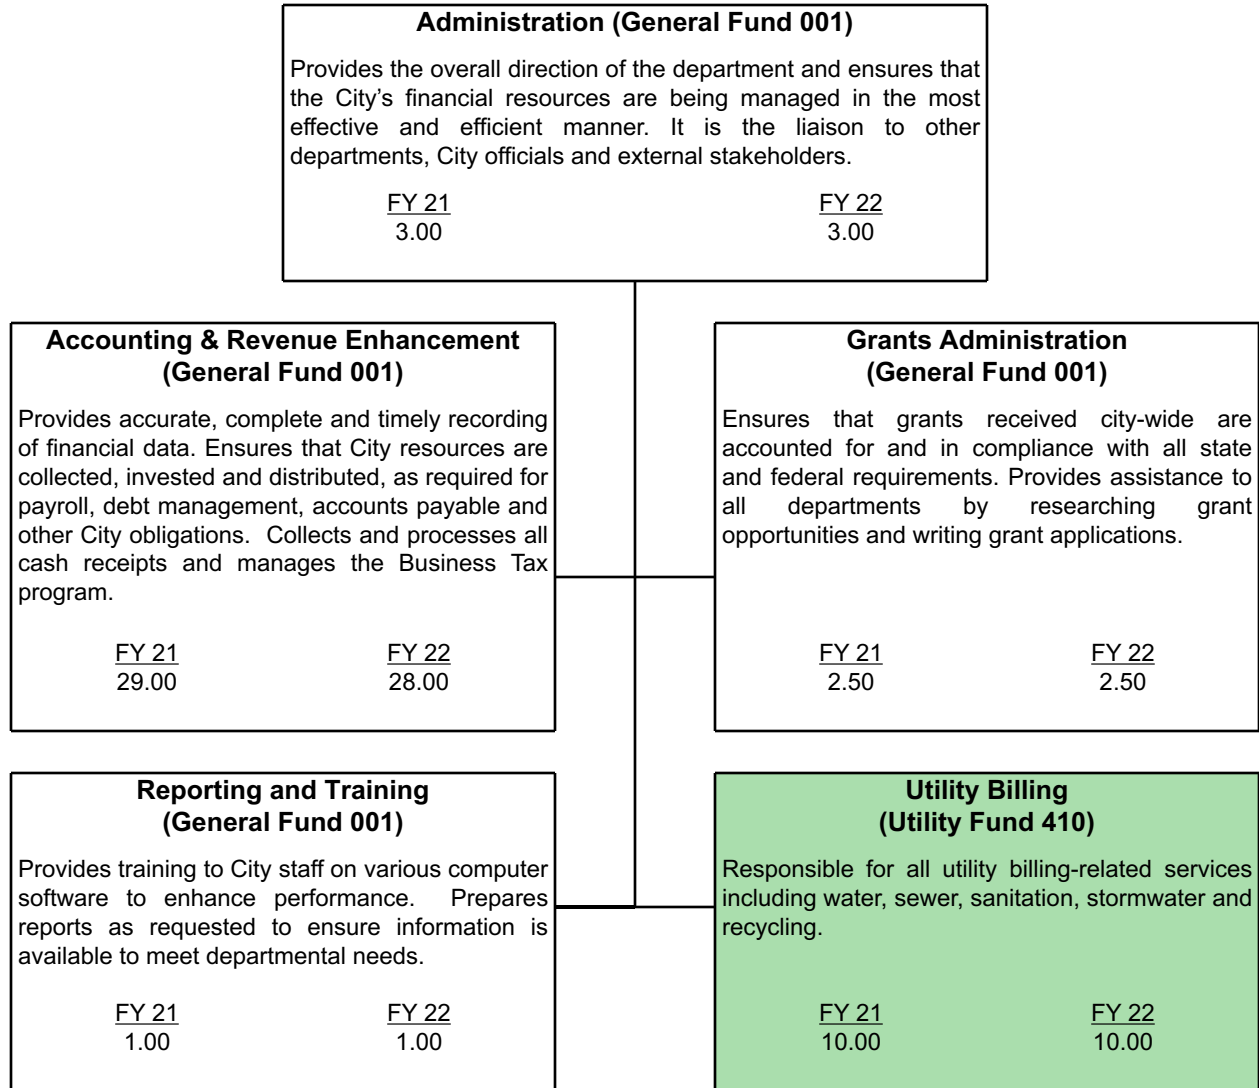 Administration (General Fund 001)
Provides the overall direction of the department and ensures that
the City’s financial resources are being managed in the most
effective and efficient manner. It is the liaison to other
departments, City officials and external stakeholders.
FY 21 FY 22
3.00 3.00
Accounting & Revenue Enhancement
(General Fund 001)
Provides accurate, complete and timely recording
of financial data. Ensures that City resources are
collected, invested and distributed, as required for
payroll, debt management, accounts payable and
other City obligations. Collects and processes all
cash receipts and manages the Business Tax
program.
FY 21 FY 22
29.00 28.00
Grants Administration
(General Fund 001)
Ensures that grants received city-wide are
accounted for and in compliance with all state
and federal requirements. Provides assistance to
all departments by researching grant
opportunities and writing grant applications.
FY 21 FY 22
2.50 2.50
Reporting and Training
(General Fund 001)
Provides training to City staff on various computer
software to enhance performance. Prepares
reports as requested to ensure information is
available to meet departmental needs.
FY 21 FY 22
1.00 1.00
Utility Billing
(Utility Fund 410)
Responsible for all utility billing-related services
including water, sewer, sanitation, stormwater and
recycling.
FY 21 FY 22
10.00 10.00